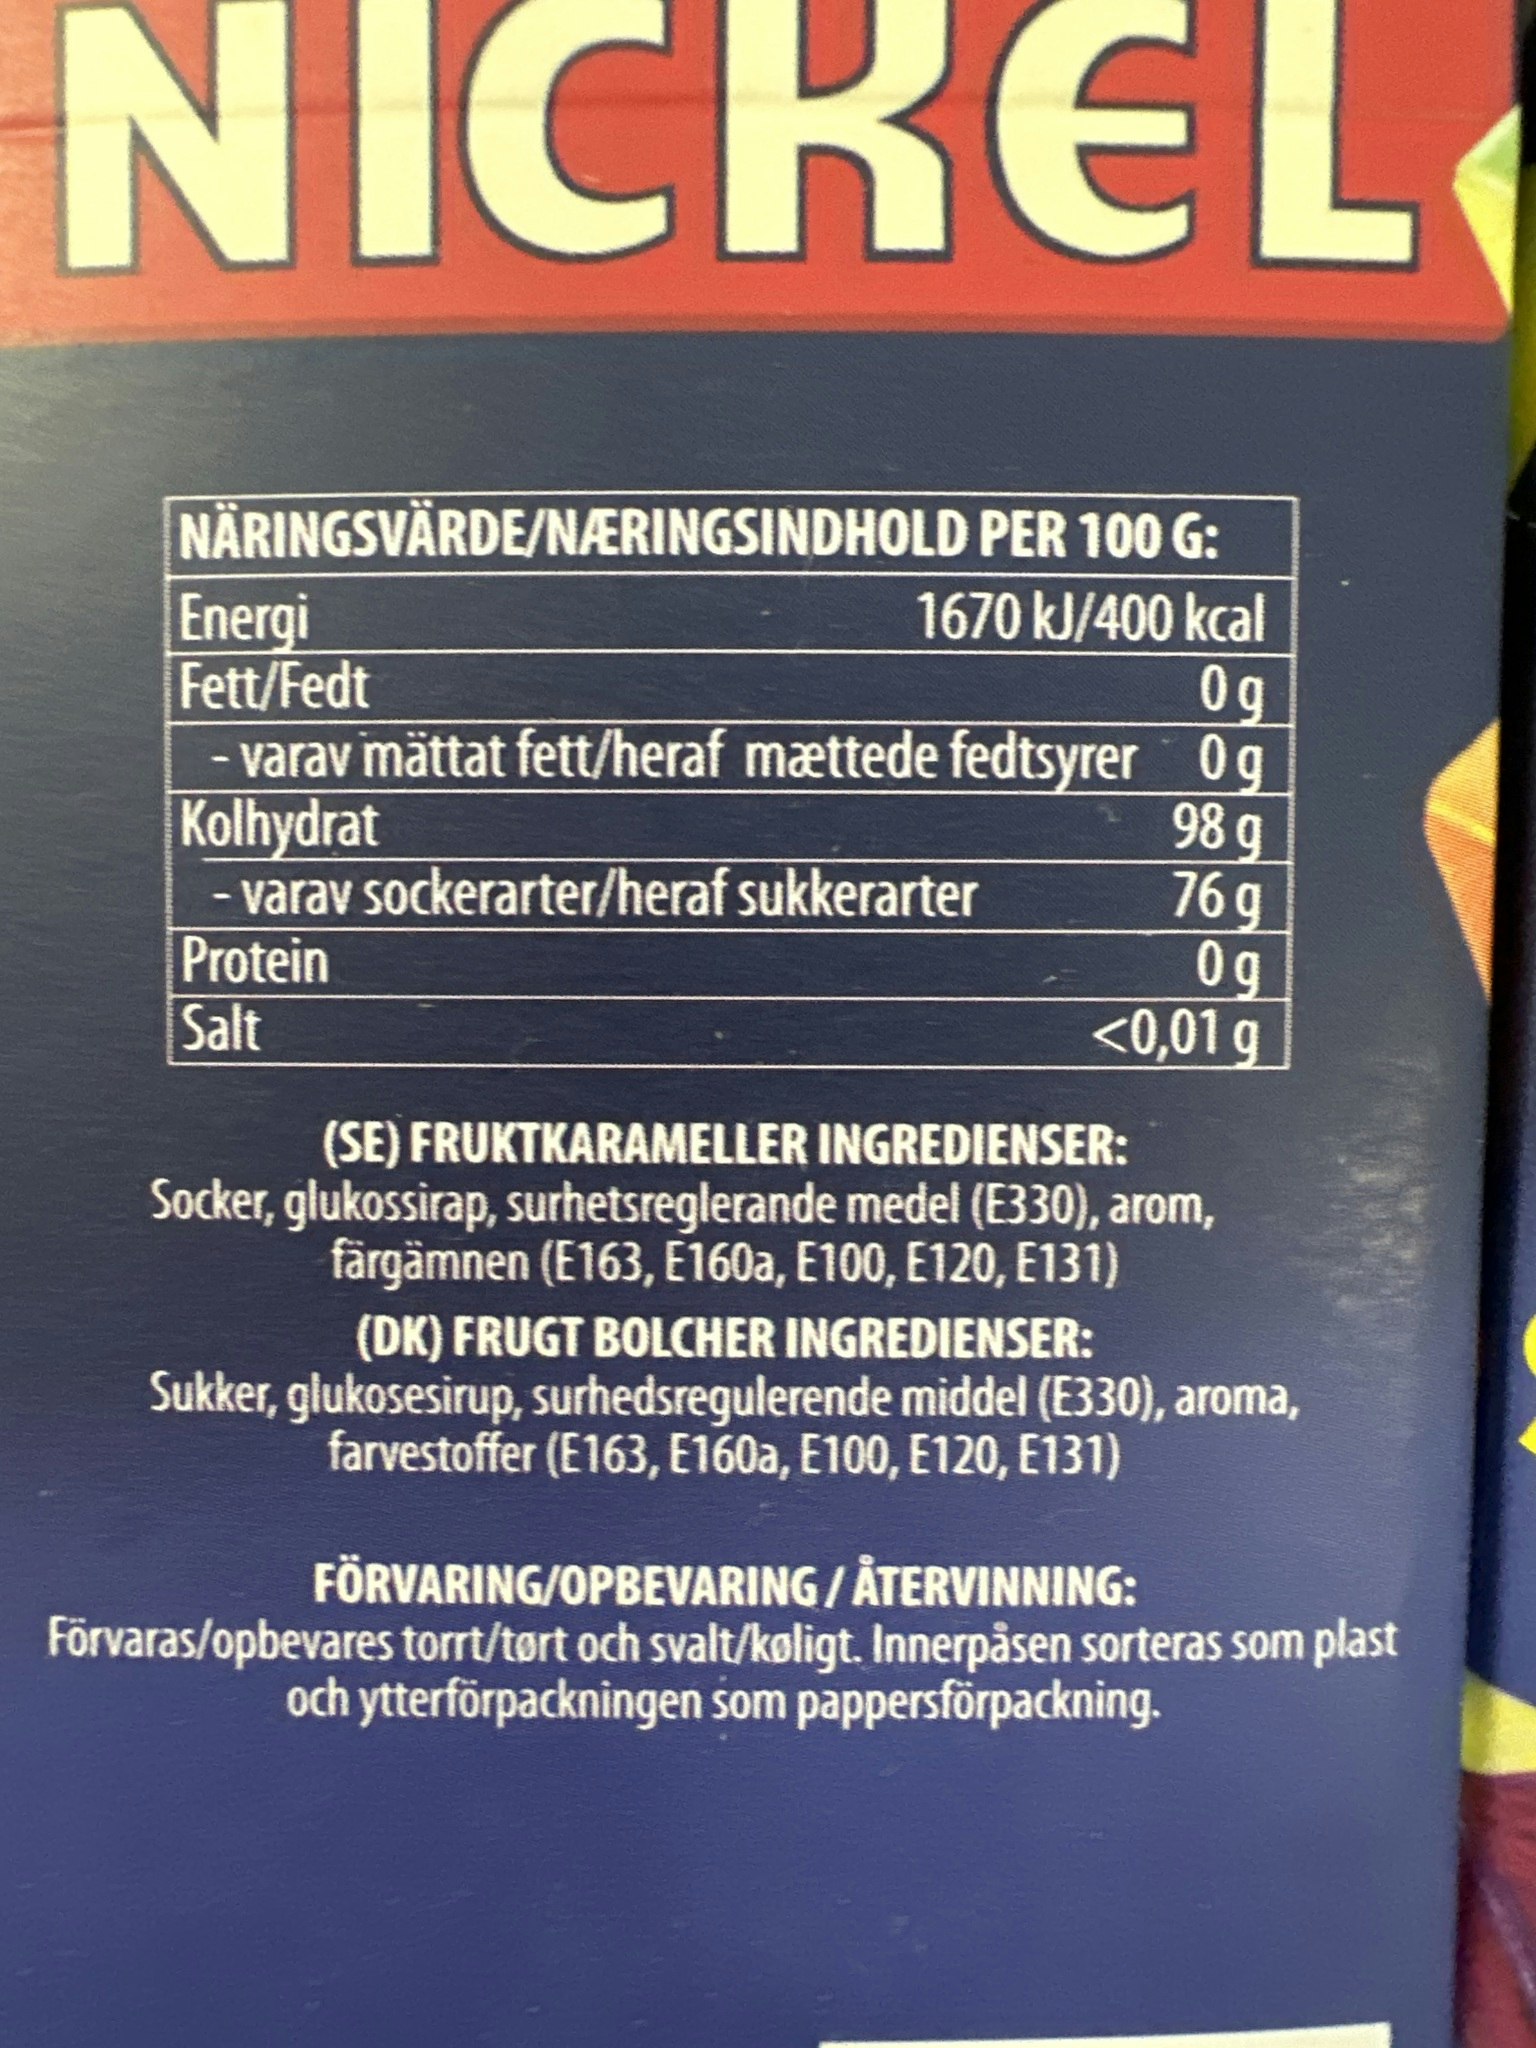 NICKEL
NÄRINGSVÄRDE/NÆRINGSINDHOLD PER 100 G:
Energi 1670 kJ/400 kcal
Fett/Fedt 0 g
- varav mättat fett/heraf mættede fedtsyrer 0 g
Kolhydrat 98 g
- varav sockerarter/heraf sukkerarter 76 g
Protein 0 g
Salt <0,01 g
(SE) FRUKTKARAMELLER INGREDIENSER:
Socker, glukossirap, surhetsreglerande medel (E330), arom,
färgämnen (E163, E160a, E100, E120, E131)
(DK) FRUGT BOLCHER INGREDIENSER:
Sukker, glukosesirup, surhedsregulerende middel (E330), aroma,
farvestoffer (E163, E160a, E100, E120, E131)
FÖRVARING/OPBEVARING / ÅTERVINNING:
Förvaras/opbevares torrt/tørt och svalt/køligt. Innerpåsen sorteras som plast
och ytterförpackningen som pappersförpackning.